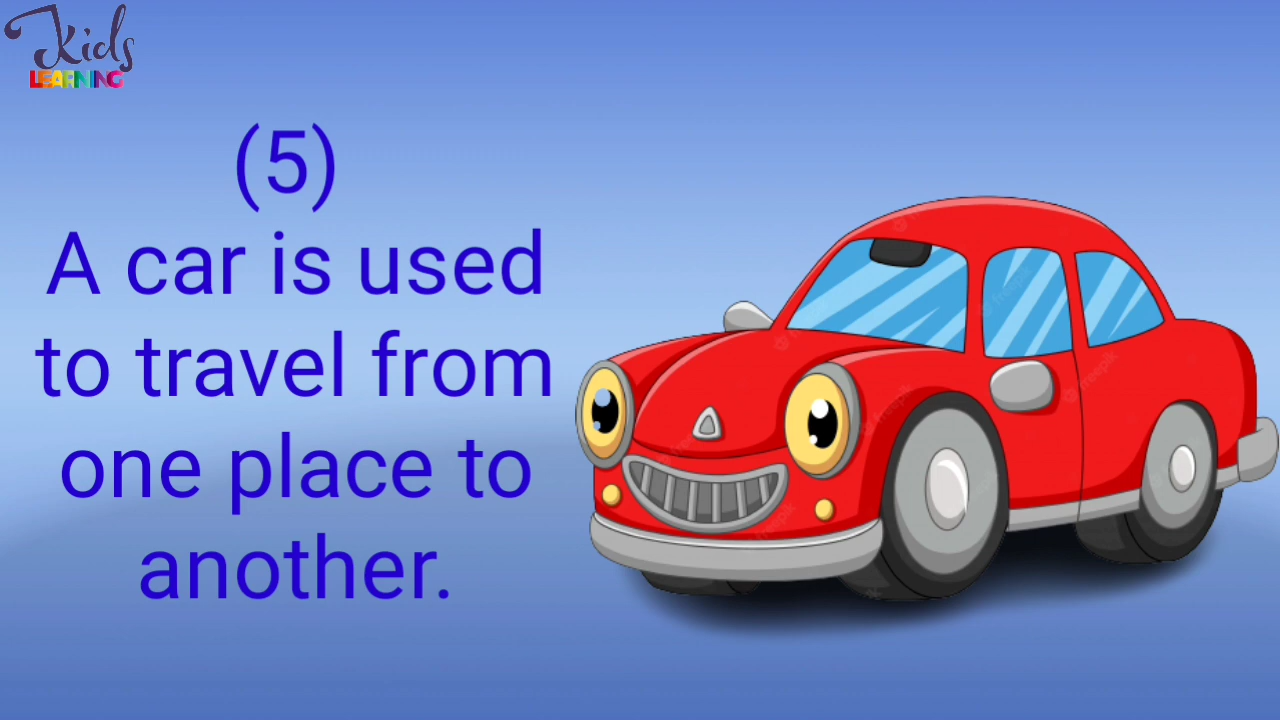 Kids
LEARNING
(5)
A car is used
to travel from
one place to
another.